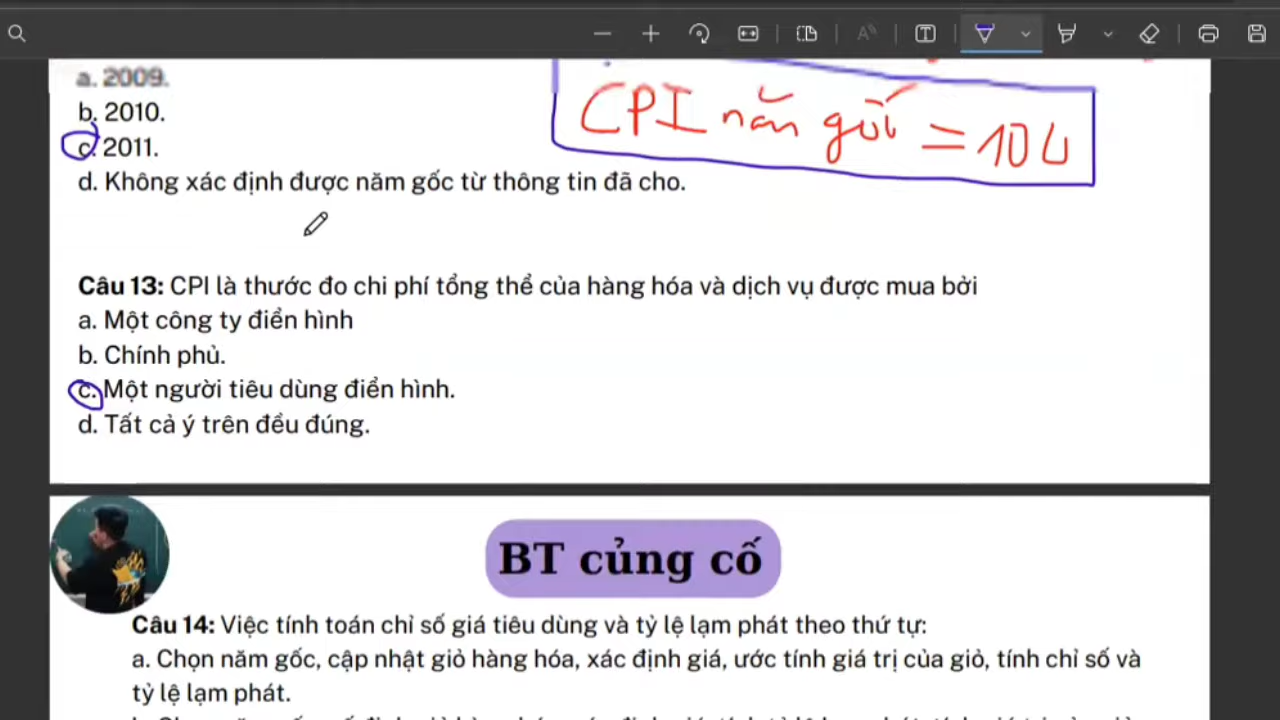 a. 2009.
b. 2010.
c. 2011.
d. Không xác định được năm gốc từ thông tin đã cho.
CPI năm gốc = 100
Câu 13: CPI là thước đo chi phí tổng thể của hàng hóa và dịch vụ được mua bởi
a. Một công ty điển hình
b. Chính phủ.
c. Một người tiêu dùng điển hình.
d. Tất cả ý trên đều đúng.
BT củng cố
Câu 14: Việc tính toán chỉ số giá tiêu dùng và tỷ lệ lạm phát theo thứ tự:
a. Chọn năm gốc, cập nhật giỏ hàng hóa, xác định giá, ước tính giá trị của giỏ, tính chỉ số và
tỷ lệ lạm phát.